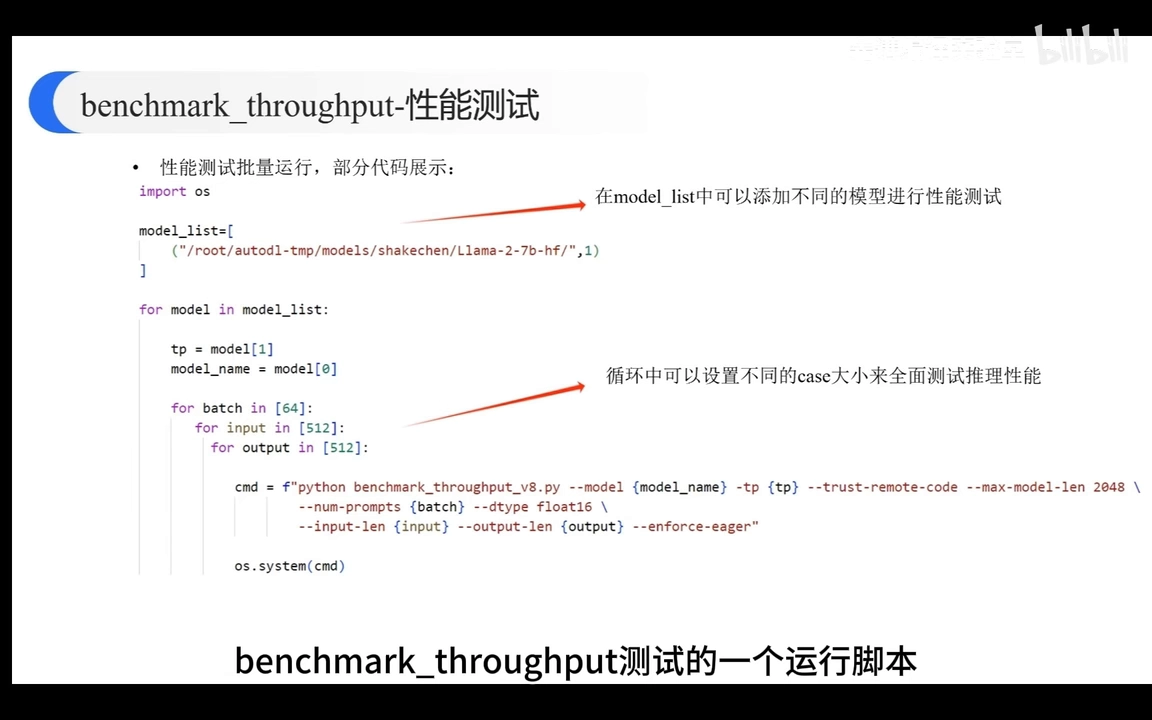 bilibili
benchmark_throughput-性能测试
• 性能测试批量运行，部分代码展示：
import os
在model_list中可以添加不同的模型进行性能测试
model_list=[
("/root/autodl-tmp/models/shakechen/Llama-2-7b-hf/",1)
]
for model in model_list:
tp = model[1]
model_name = model[0]
循环中可以设置不同的case大小来全面测试推理性能
for batch in [64]:
for input in [512]:
for output in [512]:
cmd = f"python benchmark_throughput_v8.py --model {model_name} -tp {tp} --trust-remote-code --max-model-len 2048 \
--num-prompts {batch} --dtype float16 \
--input-len {input} --output-len {output} --enforce-eager"
os.system(cmd)
benchmark_throughput测试的一个运行脚本